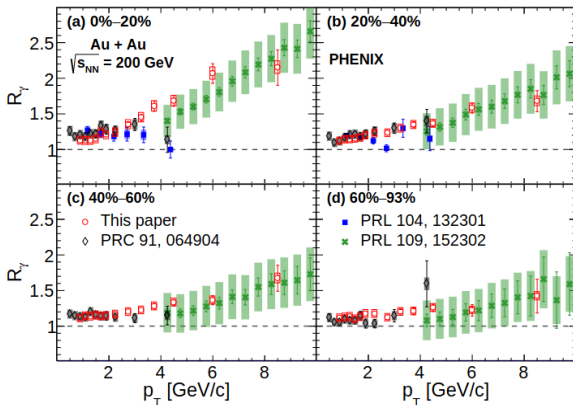 (a) 0%–20%
(b) 20%–40%
Au + Au
√sNN = 200 GeV
PHENIX
2.5
2
1.5
1
Rγ
(c) 40%–60%
(d) 60%–93%
This paper
PRL 104, 132301
PRC 91, 064904
PRL 109, 152302
2.5
2
1.5
1
Rγ
2 4 6 8
2 4 6 8
pT [GeV/c]
pT [GeV/c]